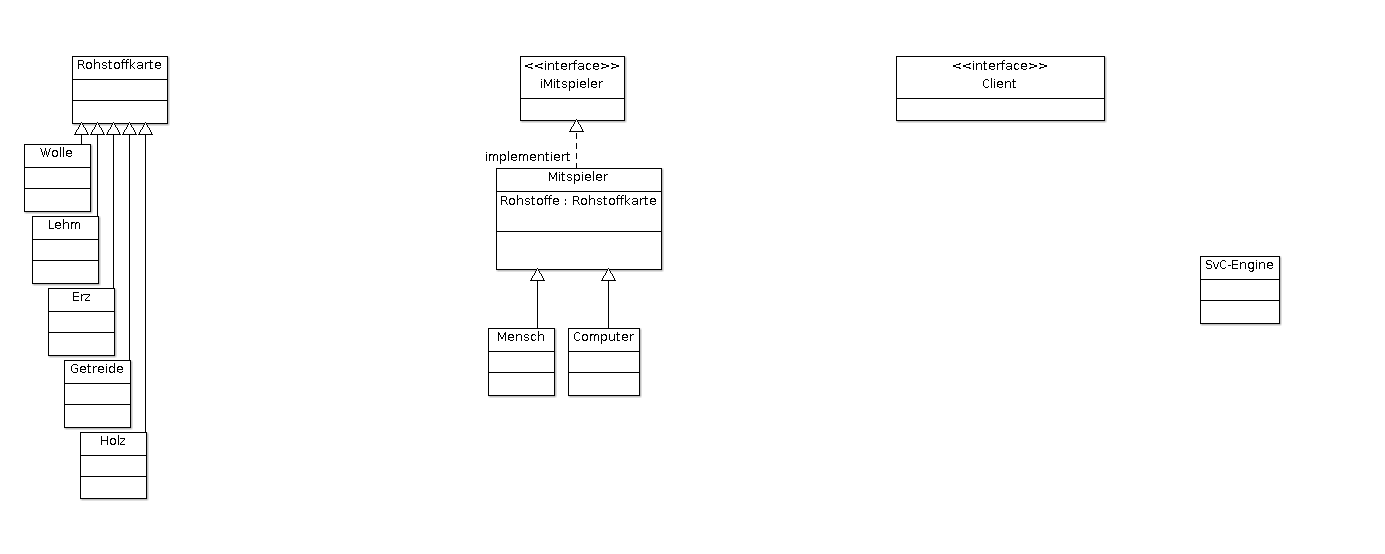 Rohstoffkarte
Wolle
Lehm
Erz
Getreide
Holz
<<interface>>
iMitspieler
implementiert
Mitspieler
Rohstoffe : Rohstoffkarte
Mensch
Computer
<<interface>>
Client
SvC-Engine